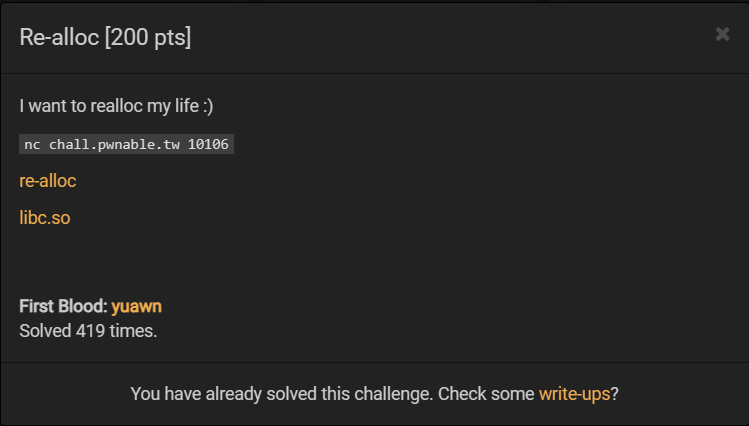 Re-alloc [200 pts]
I want to realloc my life :)
nc chall.pwnable.tw 10106
re-alloc
libc.so
First Blood: yuawn
Solved 419 times.
You have already solved this challenge. Check some write-ups?